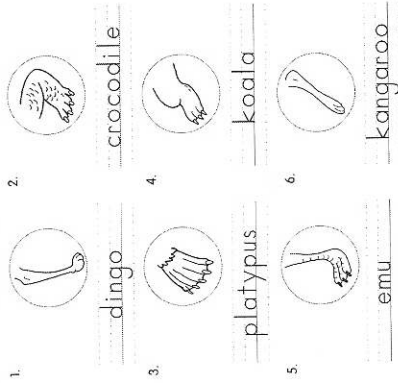 1.
dingo
2.
crocodile
3.
platypus
4.
koala
5.
emu
6.
kangaroo